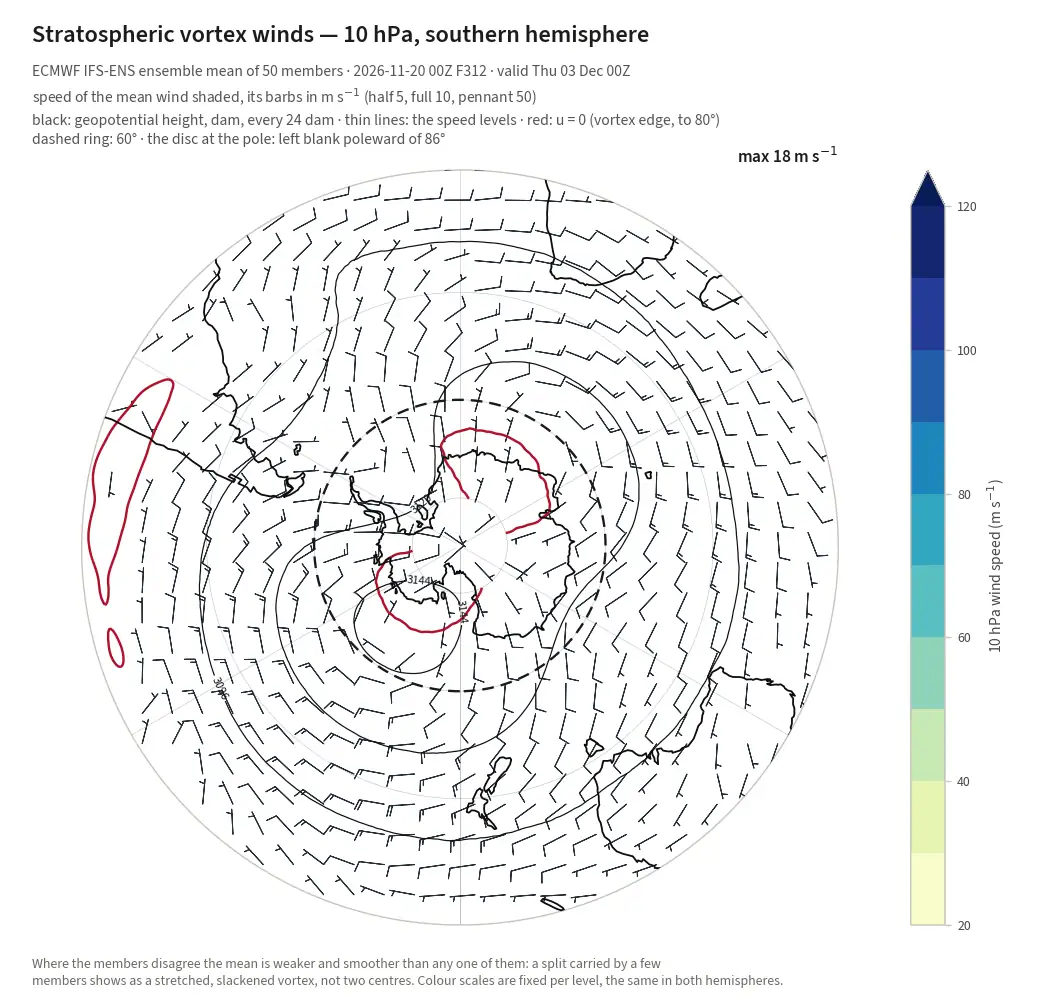 Stratospheric vortex winds — 10 hPa, southern hemisphere
ECMWF IFS-ENS ensemble mean of 50 members · 2026-11-20 00Z F312 · valid Thu 03 Dec 00Z
speed of the mean wind shaded, its barbs in m s⁻¹ (half 5, full 10, pennant 50)
black: geopotential height, dam, every 24 dam · thin lines: the speed levels · red: u = 0 (vortex edge, to 80°)
dashed ring: 60° · the disc at the pole: left blank poleward of 86°
max 18 m s⁻¹
120
100
80
60
40
20
10 hPa wind speed (m s⁻¹)
3144
3144
3096
Where the members disagree the mean is weaker and smoother than any one of them: a split carried by a few
members shows as a stretched, slackened vortex, not two centres. Colour scales are fixed per level, the same in both hemispheres.